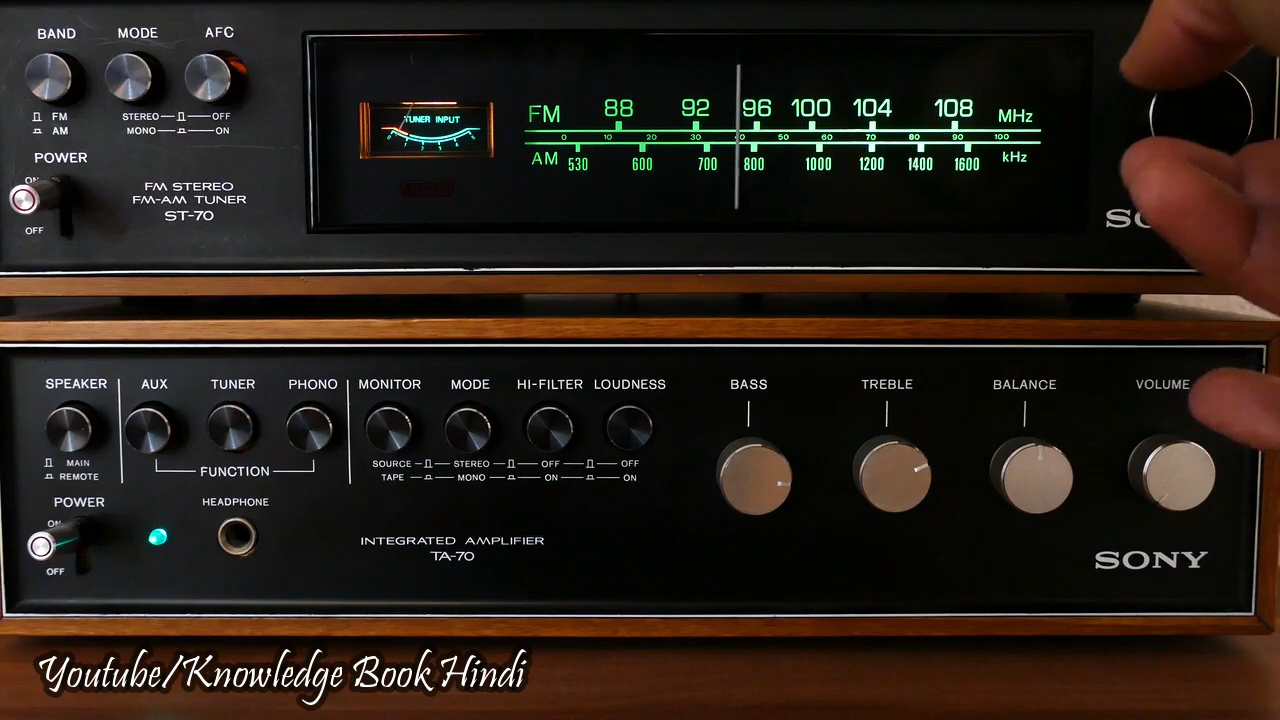 BAND MODE AFC
FM STEREO OFF
AM MONO ON
POWER
ON
OFF
FM STEREO
FM-AM TUNER
ST-70
TUNER INPUT
FM 88 92 96 100 104 108 MHz
0 10 20 30 40 50 60 70 80 90 100
AM 530 600 700 800 1000 1200 1400 1600 kHz
SPEAKER AUX TUNER PHONO MONITOR MODE HI-FILTER LOUDNESS BASS TREBLE BALANCE VOLUME
MAIN SOURCE STEREO OFF OFF
REMOTE FUNCTION TAPE MONO ON ON
POWER HEADPHONE
ON
OFF
INTEGRATED AMPLIFIER
TA-70
SONY
Youtube/Knowledge Book Hindi